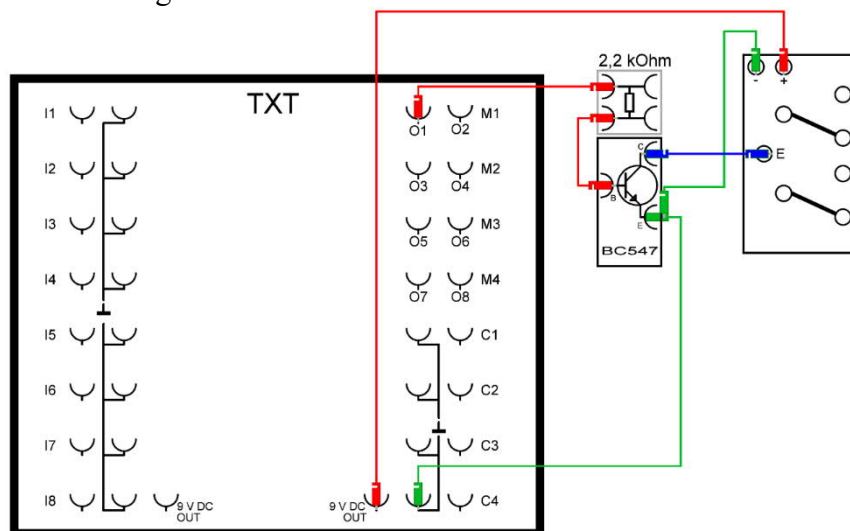 2,2 kOhm
- +
TXT
I1
O1 O2 M1
I2
O3 O4 M2
I3
O5 O6 M3
I4
O7 O8 M4
I5
C1
I6
C2
I7
C3
I8
9 V DC
OUT
9 V DC
OUT
C4
C
B
E
BC547
E